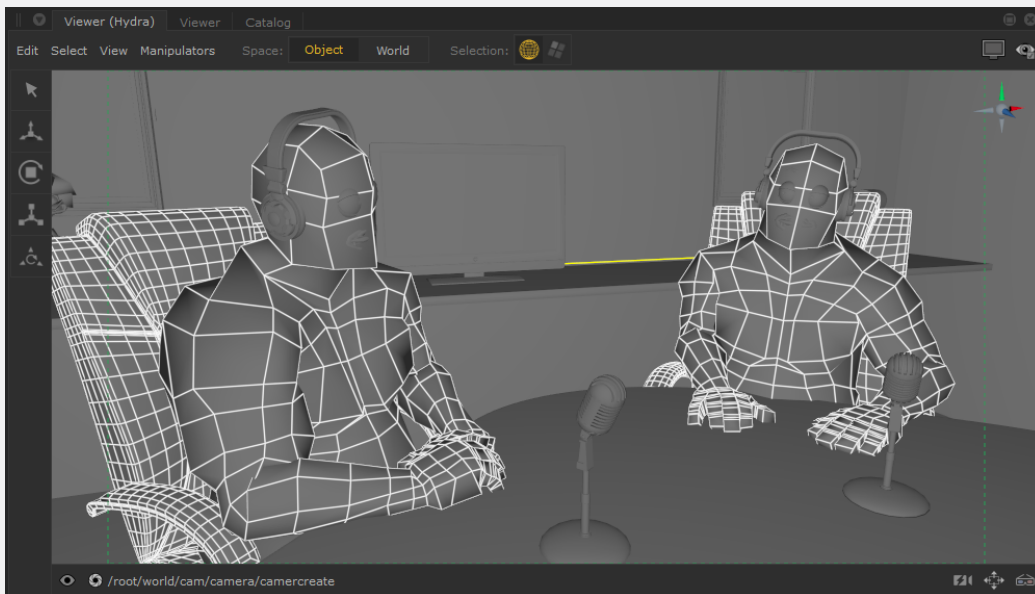 Viewer (Hydra) Viewer Catalog
Edit Select View Manipulators Space: Object World Selection:
/root/world/cam/camera/camercreate